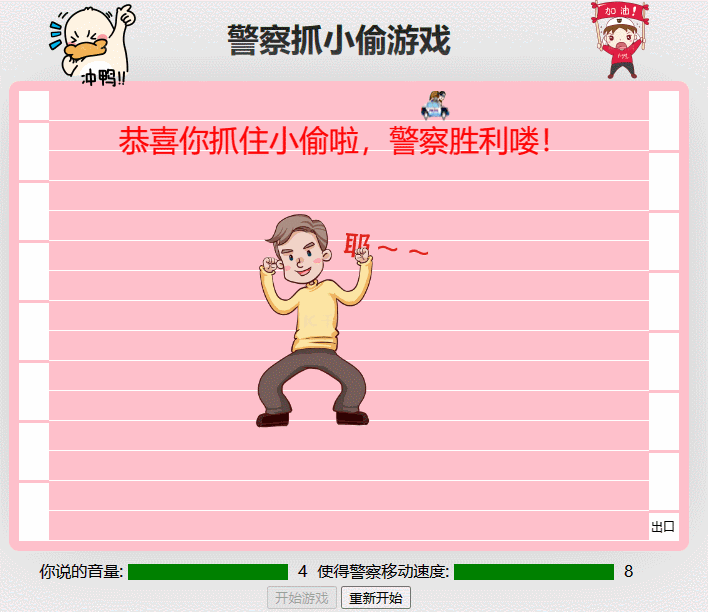 冲鸭!!
警察抓小偷游戏
加油!
恭喜你抓住小偷啦，警察胜利喽！
耶～～
出口
你说的音量: 4 使得警察移动速度: 8
开始游戏 重新开始